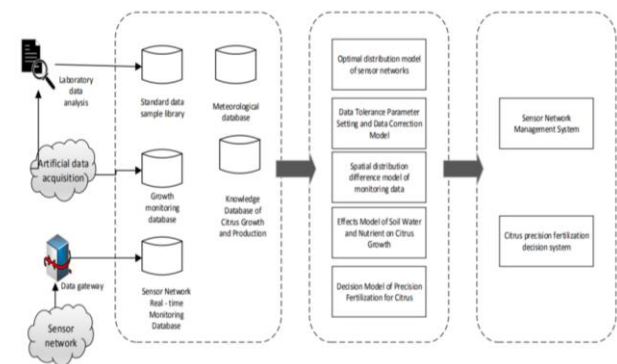 Laboratory
data
analysis
Artificial data
acquisition
Data gateway
Sensor
network
Standard data
sample library
Meteorological
database
Growth
monitoring
database
Knowledge
Database of
Citrus Growth
and Production
Sensor Network
Real - time
Monitoring
Database
Optimal distribution model
of sensor networks
Data Tolerance Parameter
Setting and Data Correction
Model
Spatial distribution
difference model of
monitoring data
Effects Model of Soil Water
and Nutrient on Citrus
Growth
Decision Model of Precision
Fertilization for Citrus
Sensor Network
Management System
Citrus precision fertilization
decision system